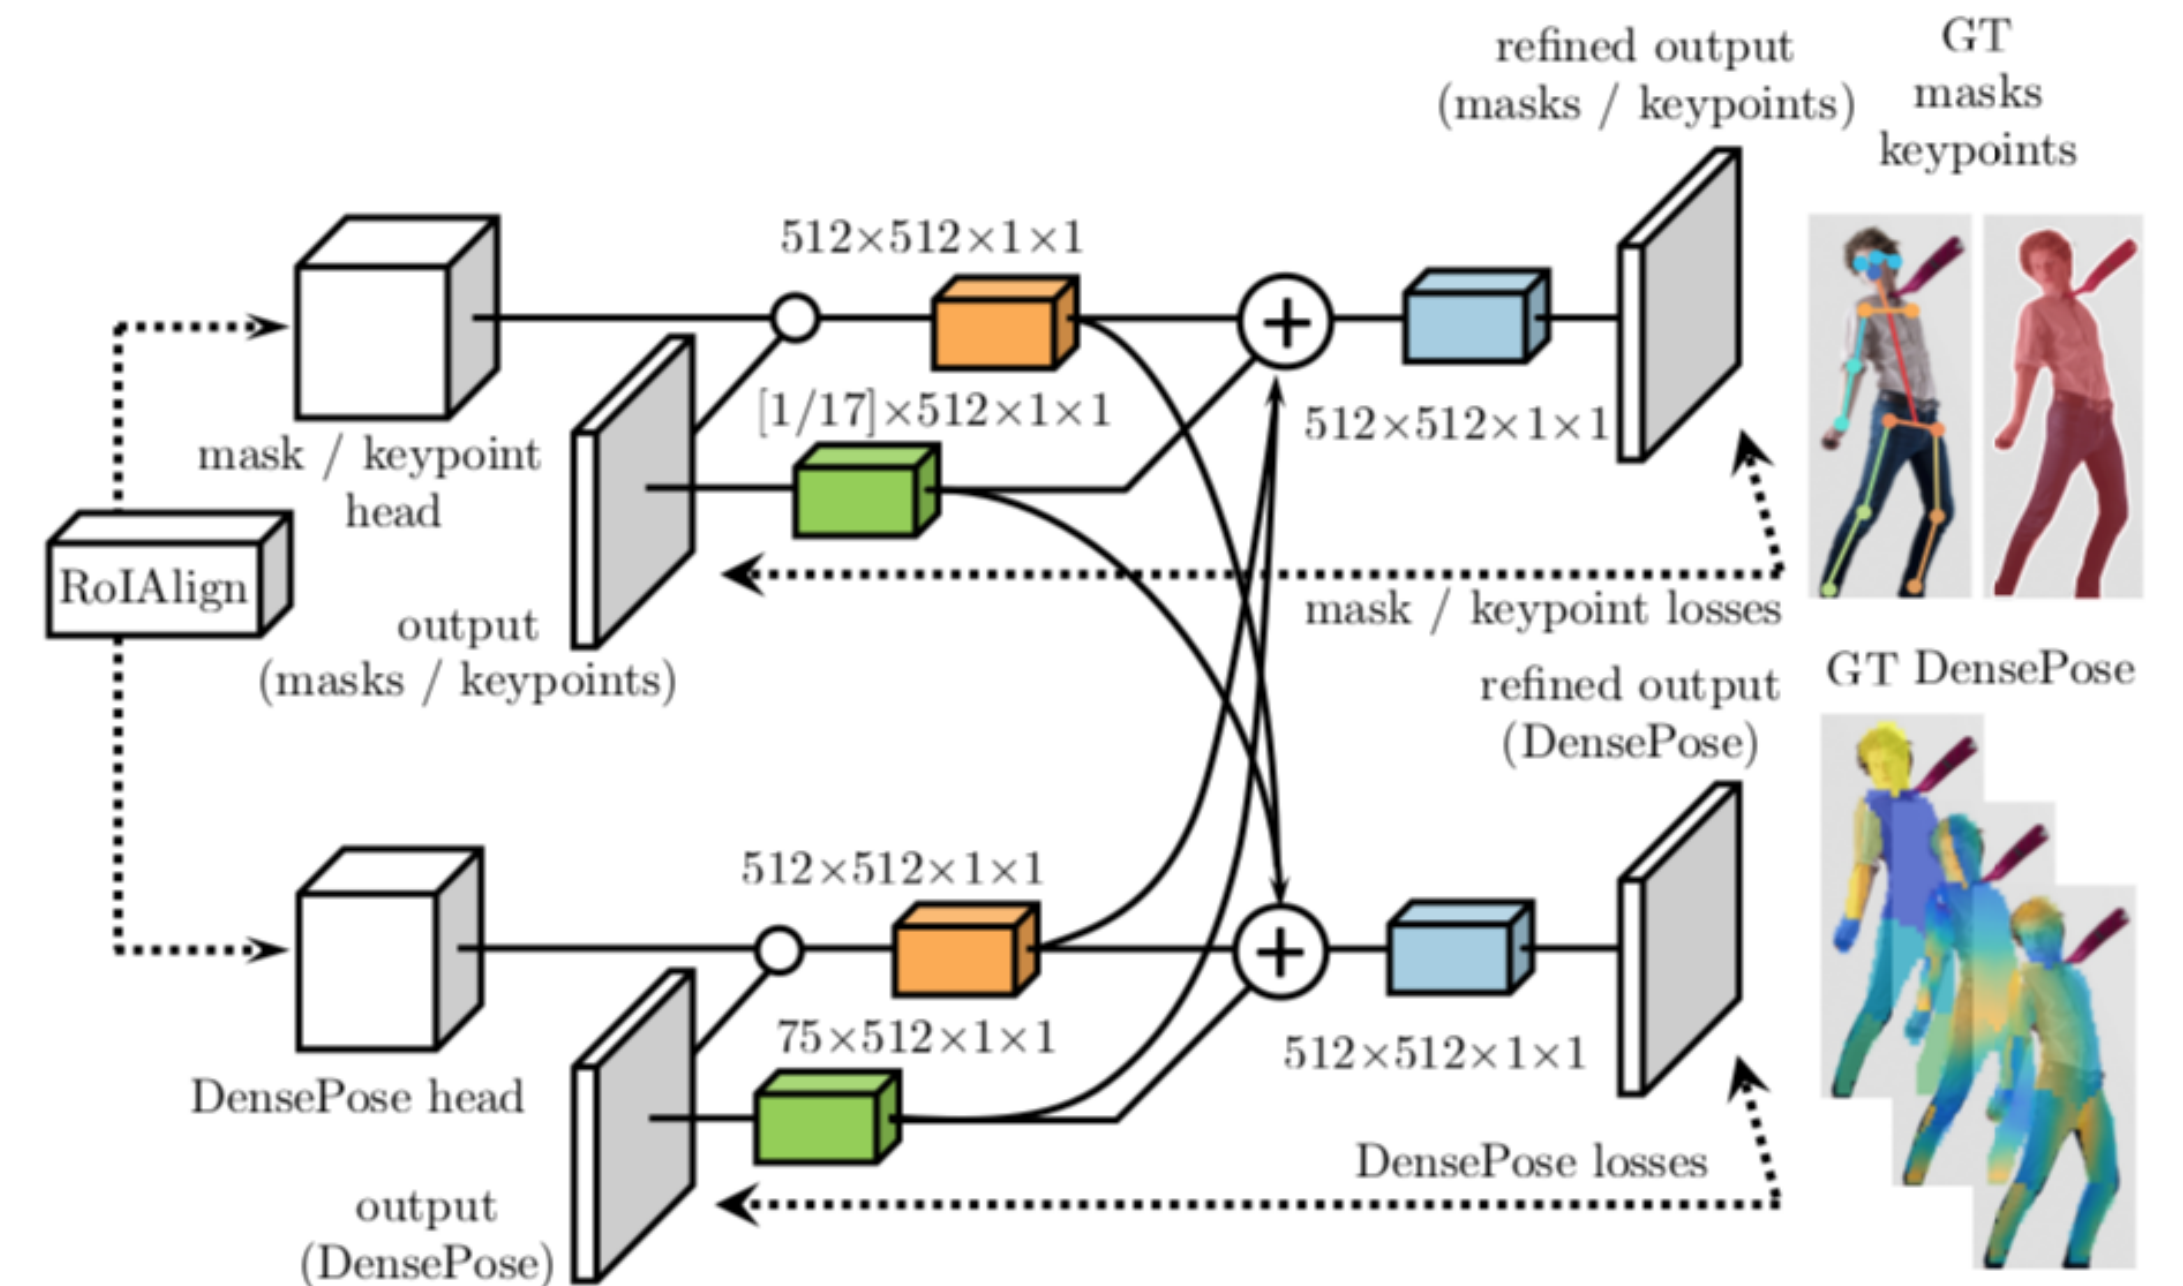 refined output
(masks / keypoints)
GT
masks
keypoints
512×512×1×1
[1/17]×512×1×1
512×512×1×1
mask / keypoint
head
RoIAlign
output
(masks / keypoints)
mask / keypoint losses
refined output
(DensePose)
GT DensePose
512×512×1×1
75×512×1×1
512×512×1×1
DensePose head
DensePose losses
output
(DensePose)